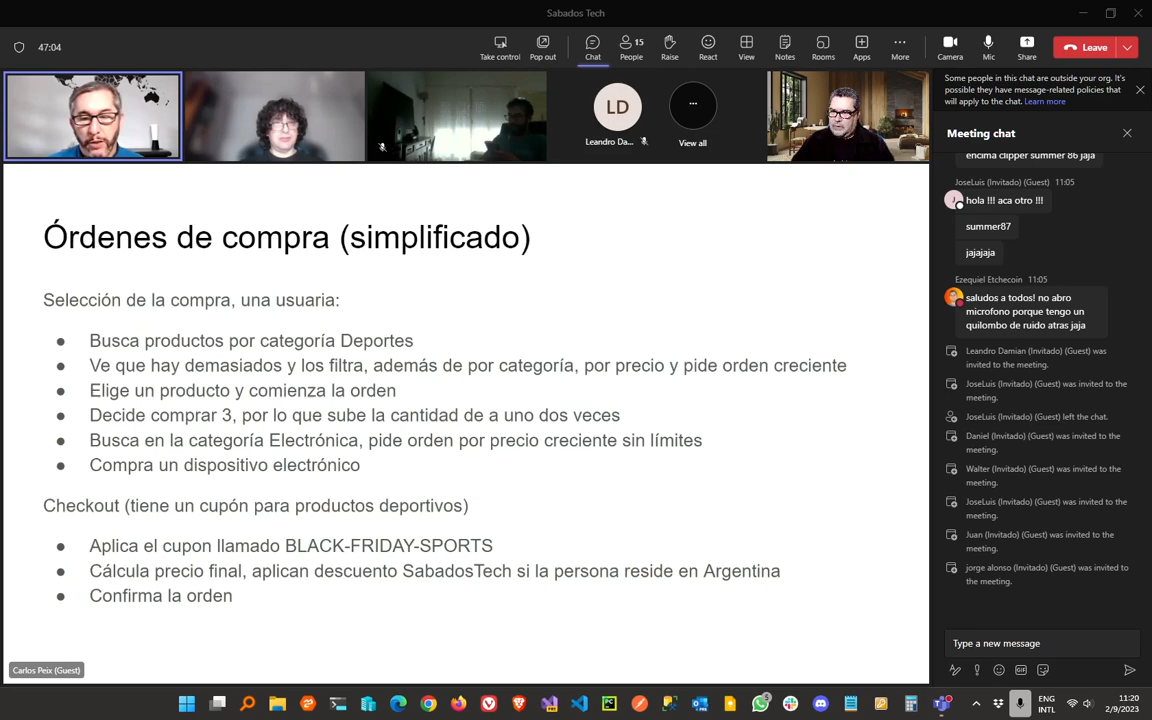 Sabados Tech
47:04
Take control
Pop out
Chat
15
People
Raise
React
View
Notes
Rooms
Apps
More
Camera
Mic
Share
Leave
LD
Leandro Da...
View all
Some people in this chat are outside your org. It's
possible they have message-related policies
that will apply to the chat. Learn more
Meeting chat
encima clipper summer 86 jaja
JoseLuis (Invitado) (Guest) 11:05
hola !!! aca otro !!!
summer87
jajajaja
Ezequiel Etchecoin 11:05
saludos a todos! no abro
microfono porque tengo un
quilombo de ruido atras jaja
Leandro Damian (Invitado) (Guest) was
invited to the meeting.
JoseLuis (Invitado) (Guest) was invited to the
meeting.
JoseLuis (Invitado) (Guest) left the chat.
Daniel (Invitado) (Guest) was invited to the
meeting.
Walter (Invitado) (Guest) was invited to the
meeting.
JoseLuis (Invitado) (Guest) was invited to the
meeting.
Juan (Invitado) (Guest) was invited to the
meeting.
jorge alonso (Invitado) (Guest) was invited to
the meeting.
Type a new message
GIF
Órdenes de compra (simplificado)
Selección de la compra, una usuaria:
● Busca productos por categoría Deportes
● Ve que hay demasiados y los filtra, además de por categoría, por precio y pide orden creciente
● Elige un producto y comienza la orden
● Decide comprar 3, por lo que sube la cantidad de a uno dos veces
● Busca en la categoría Electrónica, pide orden por precio creciente sin límites
● Compra un dispositivo electrónico
Checkout (tiene un cupón para productos deportivos)
● Aplica el cupon llamado BLACK-FRIDAY-SPORTS
● Cálcula precio final, aplican descuento SabadosTech si la persona reside en Argentina
● Confirma la orden
Carlos Peix (Guest)
ENG
INTL
11:20
2/9/2023